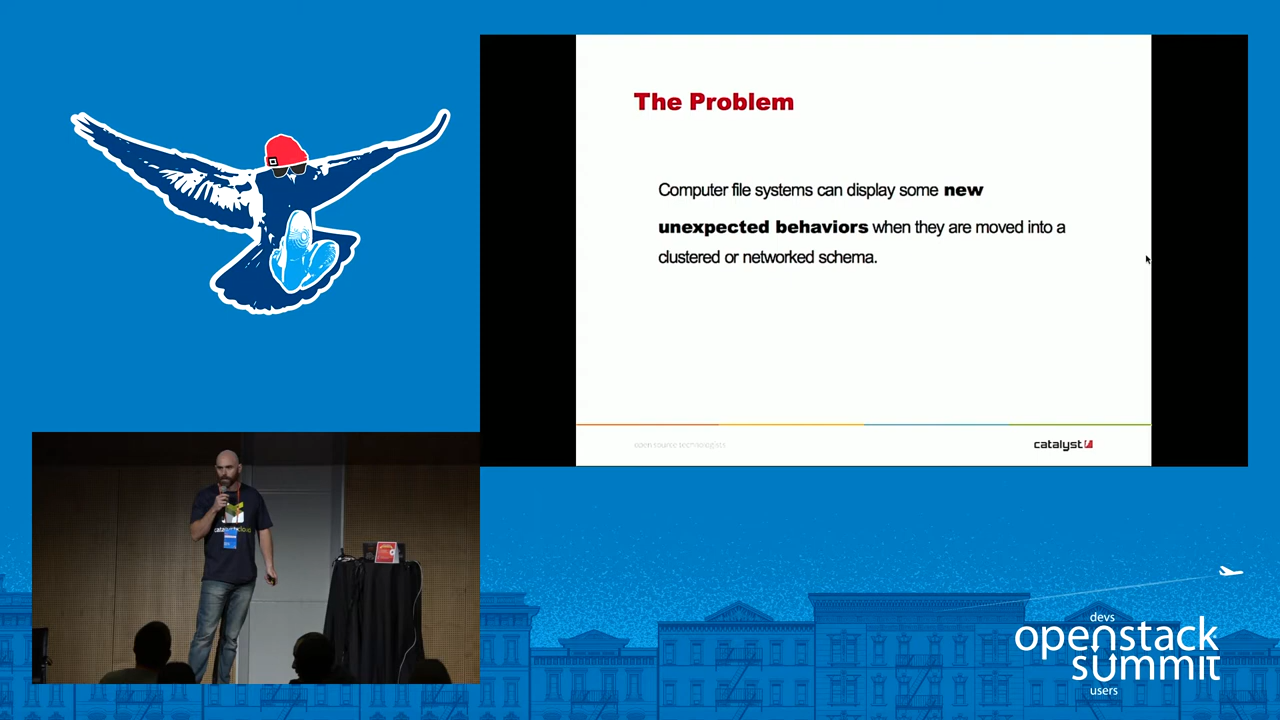 The Problem
Computer file systems can display some new
unexpected behaviors when they are moved into a
clustered or networked schema.
open source technologists
catalyst
catalystcloud
devs
openstack
summit
users